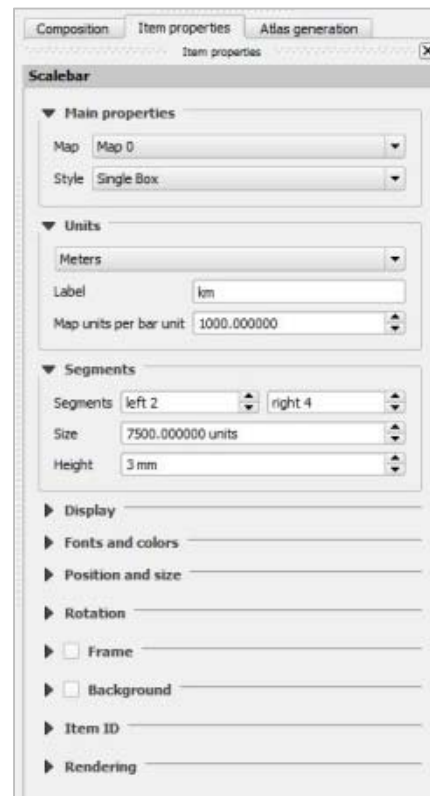 Composition Item properties Atlas generation
Item properties
Scalebar
Main properties
Map Map 0
Style Single Box
Units
Meters
Label km
Map units per bar unit 1000.000000
Segments
Segments left 2 right 4
Size 7500.000000 units
Height 3 mm
Display
Fonts and colors
Position and size
Rotation
Frame
Background
Item ID
Rendering